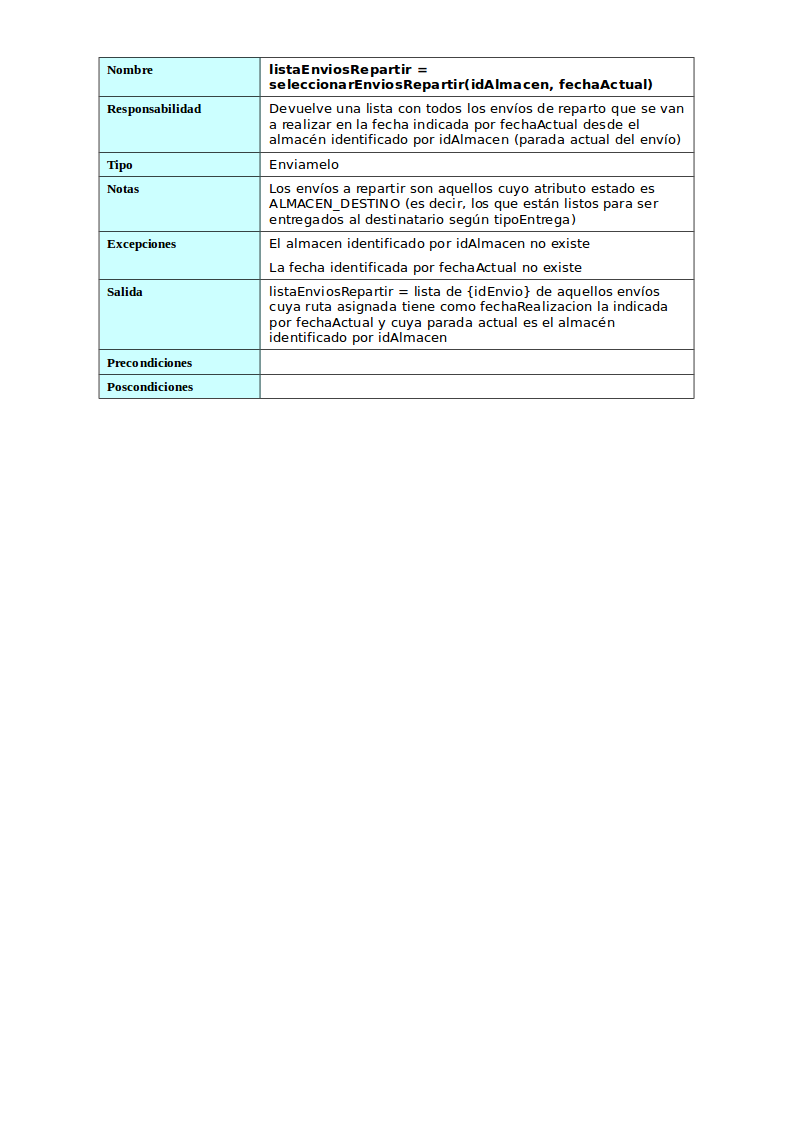 Nombre
listaEnviosRepartir =
seleccionarEnviosRepartir(idAlmacen, fechaActual)
Responsabilidad
Devuelve una lista con todos los envíos de reparto que se van
a realizar en la fecha indicada por fechaActual desde el
almacén identificado por idAlmacen (parada actual del envío)
Tipo
Enviamelo
Notas
Los envíos a repartir son aquellos cuyo atributo estado es
ALMACEN_DESTINO (es decir, los que están listos para ser
entregados al destinatario según tipoEntrega)
Excepciones
El almacen identificado por idAlmacen no existe
La fecha identificada por fechaActual no existe
Salida
listaEnviosRepartir = lista de {idEnvio} de aquellos envíos
cuya ruta asignada tiene como fechaRealizacion la indicada
por fechaActual y cuya parada actual es el almacén
identificado por idAlmacen
Precondiciones
Poscondiciones